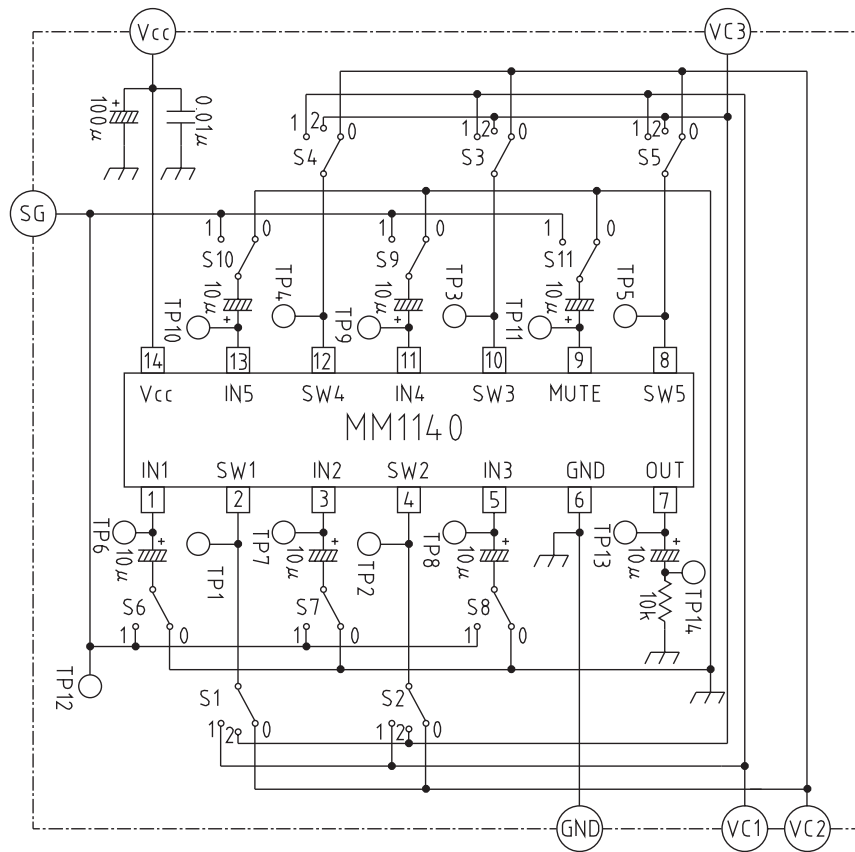 Vcc
VC3
100μ
0.01μ
1 2 0
S4
1 2 0
S3
1 2 0
S5
SG
1 0
S10
1 0
S9
1 0
S11
10μ
TP10
TP4
10μ
TP9
TP3
10μ
TP11
TP5
14 13 12 11 10 9 8
Vcc IN5 SW4 IN4 SW3 MUTE SW5
MM1140
IN1 SW1 IN2 SW2 IN3 GND OUT
1 2 3 4 5 6 7
TP6
10μ
TP1
TP7
10μ
TP2
TP8
10μ
TP13
10μ
TP14
10k
S6
1 0
S7
1 0
S8
1 0
TP12
S1
1 2 0
S2
1 2 0
GND
VC1
VC2